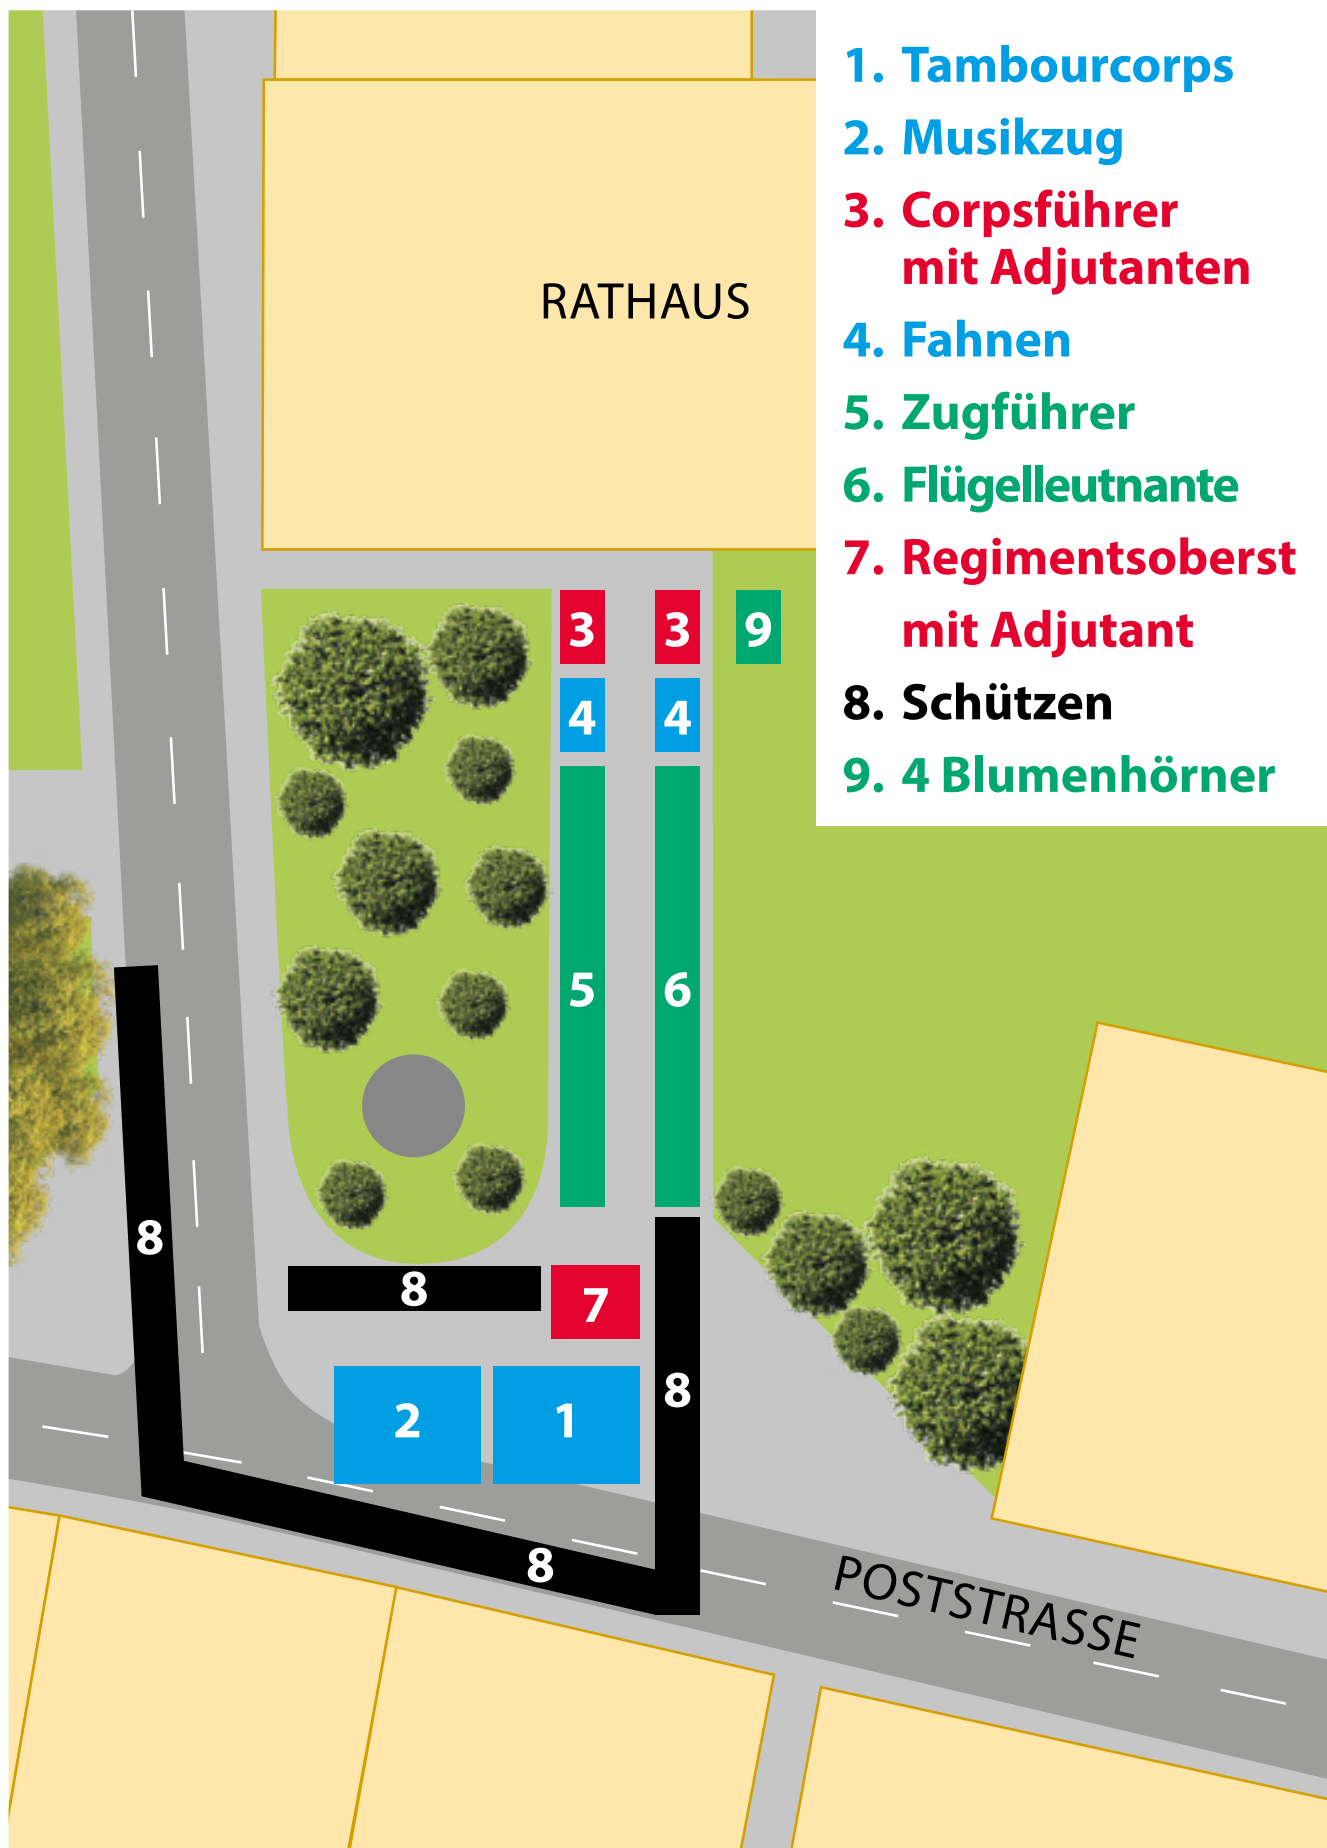 1. Tambourcorps
2. Musikzug
3. Corpsführer
mit Adjutanten
4. Fahnen
5. Zugführer
6. Flügelleutnante
7. Regimentsoberst
mit Adjutant
8. Schützen
9. 4 Blumenhörner
RATHAUS
3 3 9
4 4
5 6
8
8 7
8
2 1
8
POSTSTRASSE